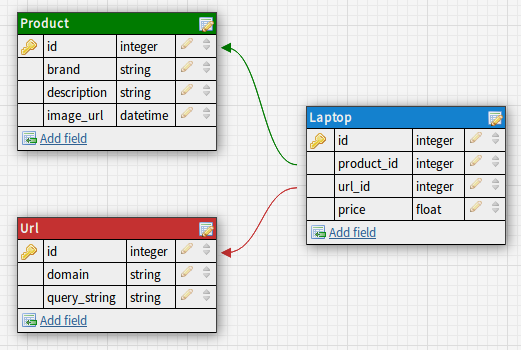 Product
id integer
brand string
description string
image_url datetime
Add field
Laptop
id integer
product_id integer
url_id integer
price float
Add field
Url
id integer
domain string
query_string string
Add field